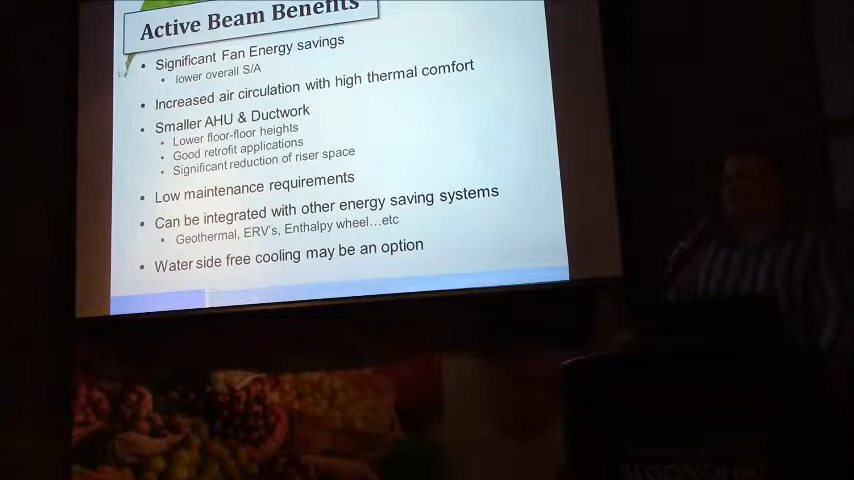 Active Beam Benefits
Significant Fan Energy savings
lower overall S/A
Increased air circulation with high thermal comfort
Smaller AHU & Ductwork
Lower floor-floor heights
Good retrofit applications
Significant reduction of riser space
Low maintenance requirements
Can be integrated with other energy saving systems
Geothermal, ERV's, Enthalpy wheel…etc
Water side free cooling may be an option